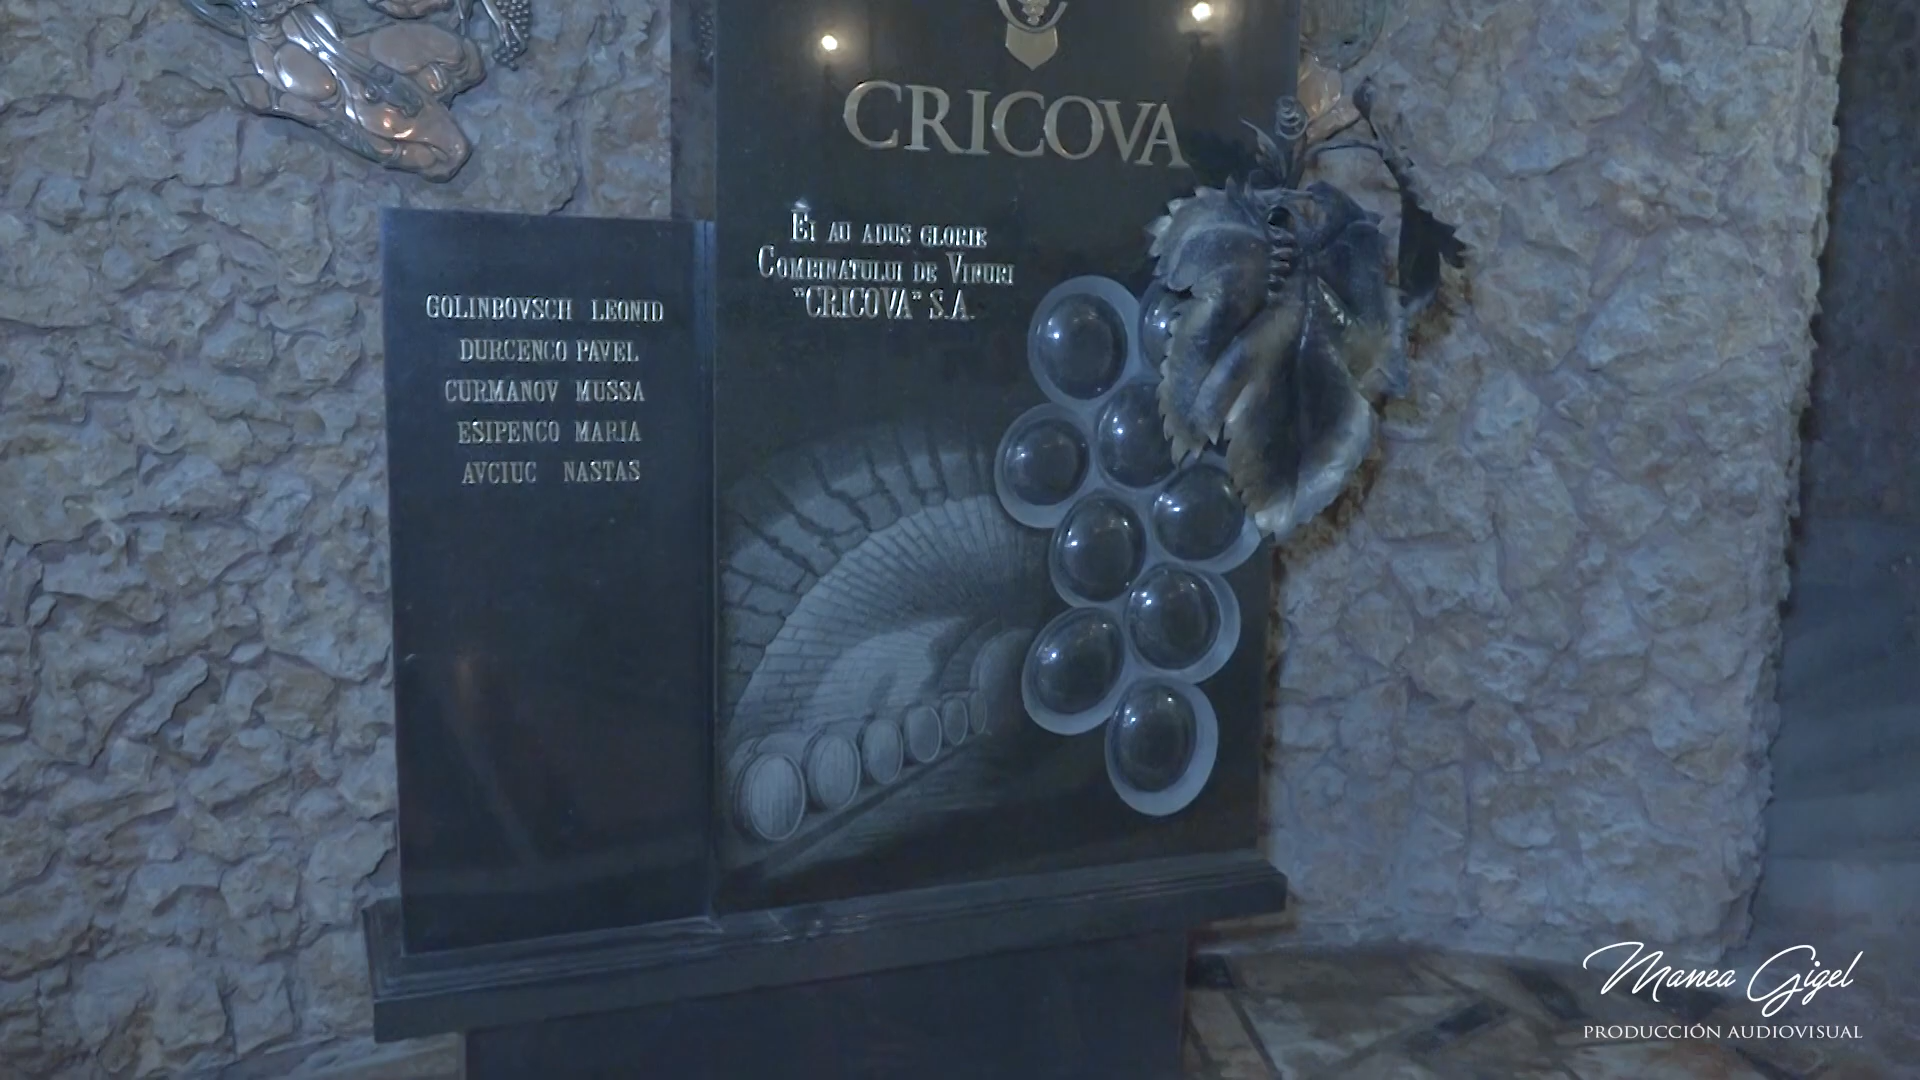 CRICOVA
EI AU ADUS GLORIE
COMBINATULUI DE VINURI
"CRICOVA" S.A.
GOLINBOVSCII LEONID
DURCENCO PAVEL
CURMANOV MUSSA
ESIPENCO MARIA
AVCIUC NASTAS
Manea Gigel
PRODUCCIÓN AUDIOVISUAL